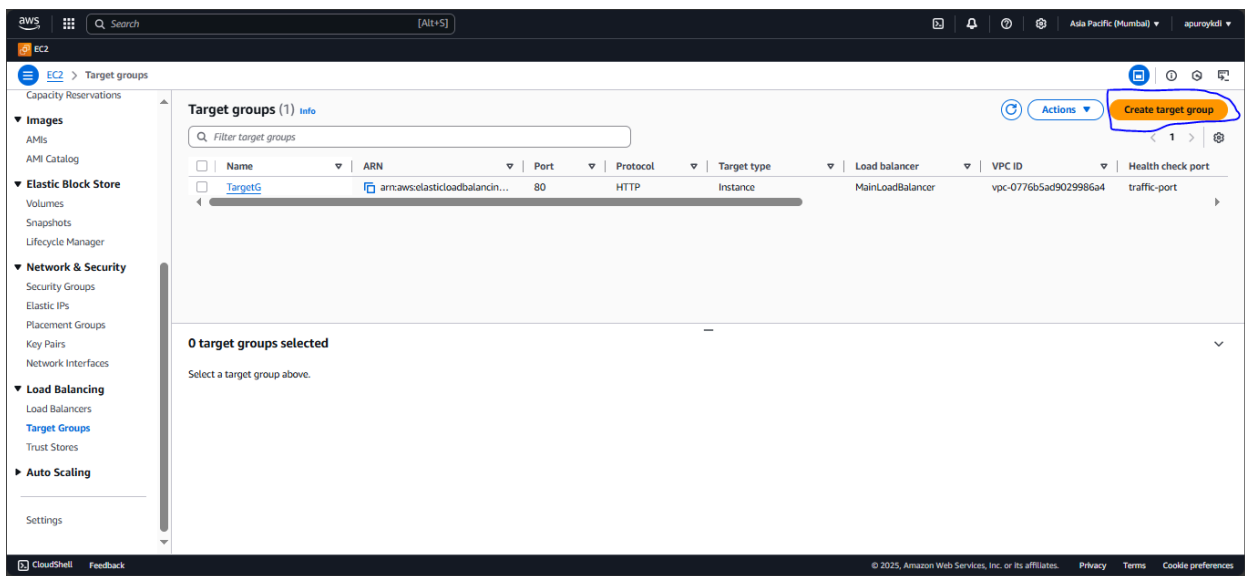 aws Search [Alt+S] Asia Pacific (Mumbai) apuroykdi
EC2
EC2 > Target groups
Capacity Reservations
Images
AMIs
AMI Catalog
Elastic Block Store
Volumes
Snapshots
Lifecycle Manager
Network & Security
Security Groups
Elastic IPs
Placement Groups
Key Pairs
Network Interfaces
Load Balancing
Load Balancers
Target Groups
Trust Stores
Auto Scaling
Settings
Target groups (1) Info
Actions
Create target group
Filter target groups
1
Name ARN Port Protocol Target type Load balancer VPC ID Health check port
TargetG arn:aws:elasticloadbalancin... 80 HTTP Instance MainLoadBalancer vpc-0776b5ad9029986a4 traffic-port
0 target groups selected
Select a target group above.
CloudShell Feedback © 2025, Amazon Web Services, Inc. or its affiliates. Privacy Terms Cookie preferences